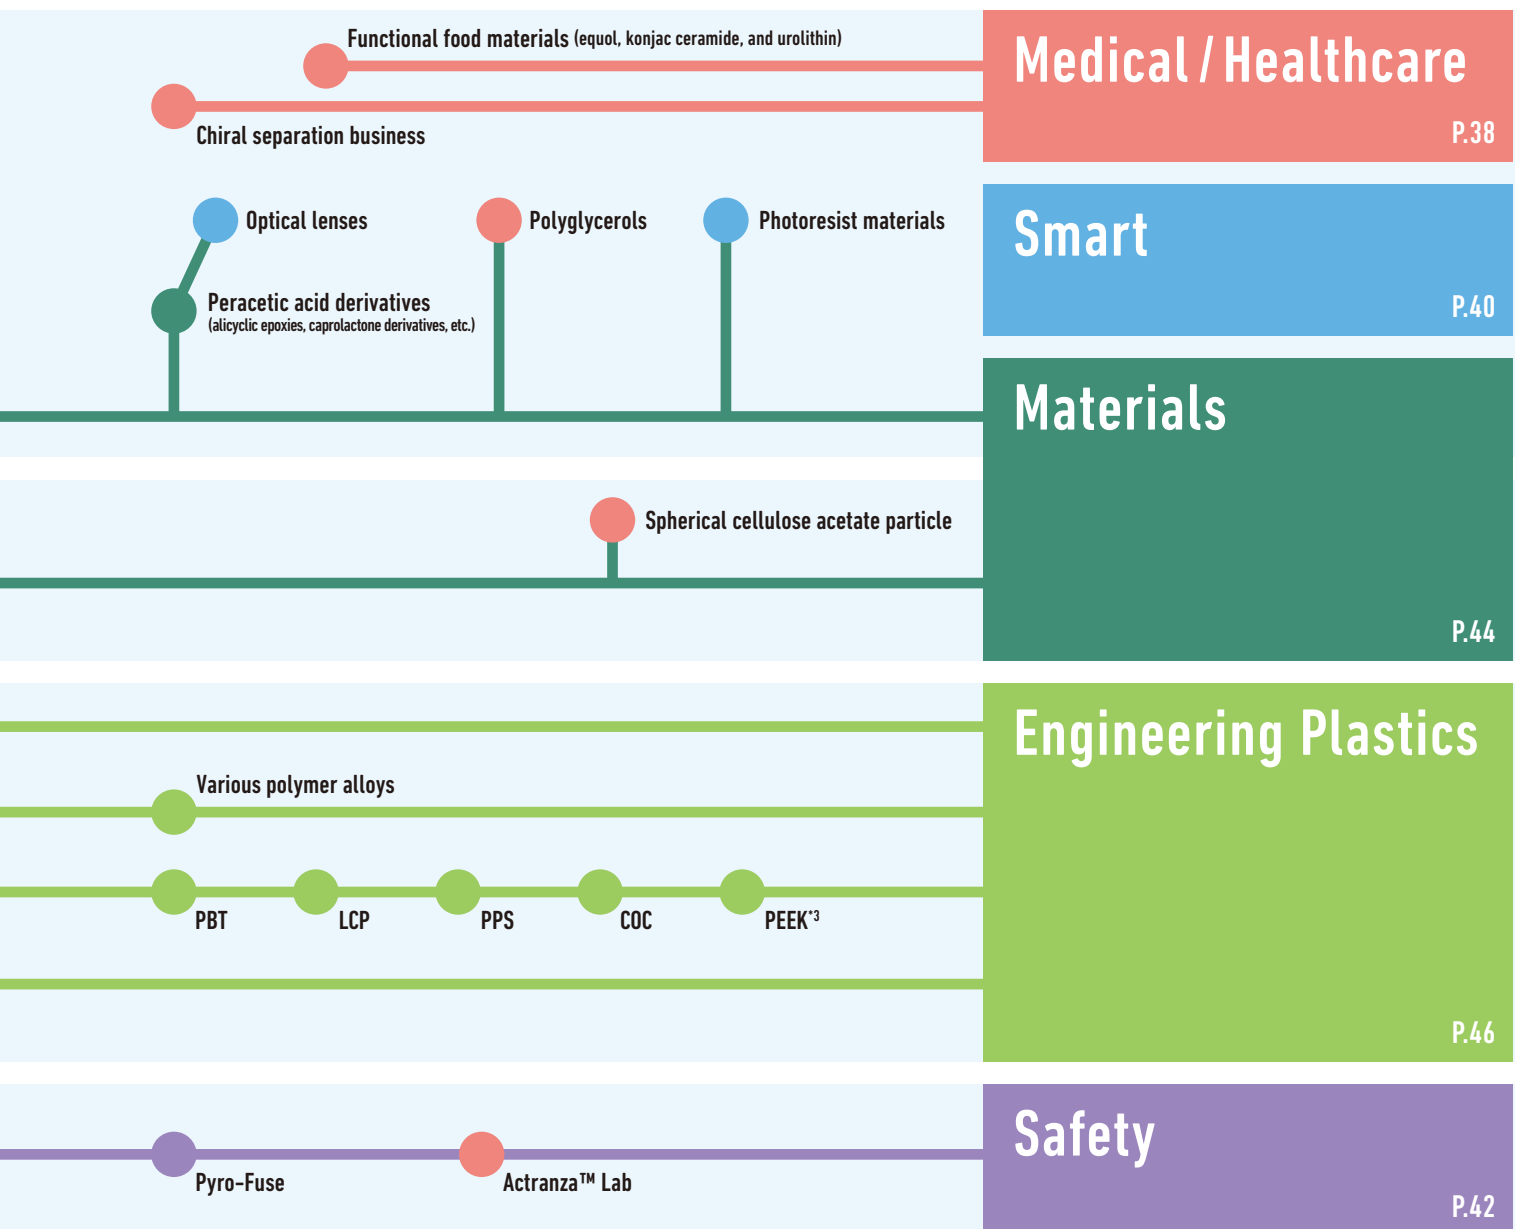 Functional food materials (equol, konjac ceramide, and urolithin)
Chiral separation business
Medical / Healthcare
P.38
Optical lenses
Polyglycerols
Photoresist materials
Peracetic acid derivatives
(alicyclic epoxies, caprolactone derivatives, etc.)
Smart
P.40
Materials
Spherical cellulose acetate particle
P.44
Engineering Plastics
Various polymer alloys
PBT
LCP
PPS
COC
PEEK*3
P.46
Safety
Pyro-Fuse
Actranza™ Lab
P.42